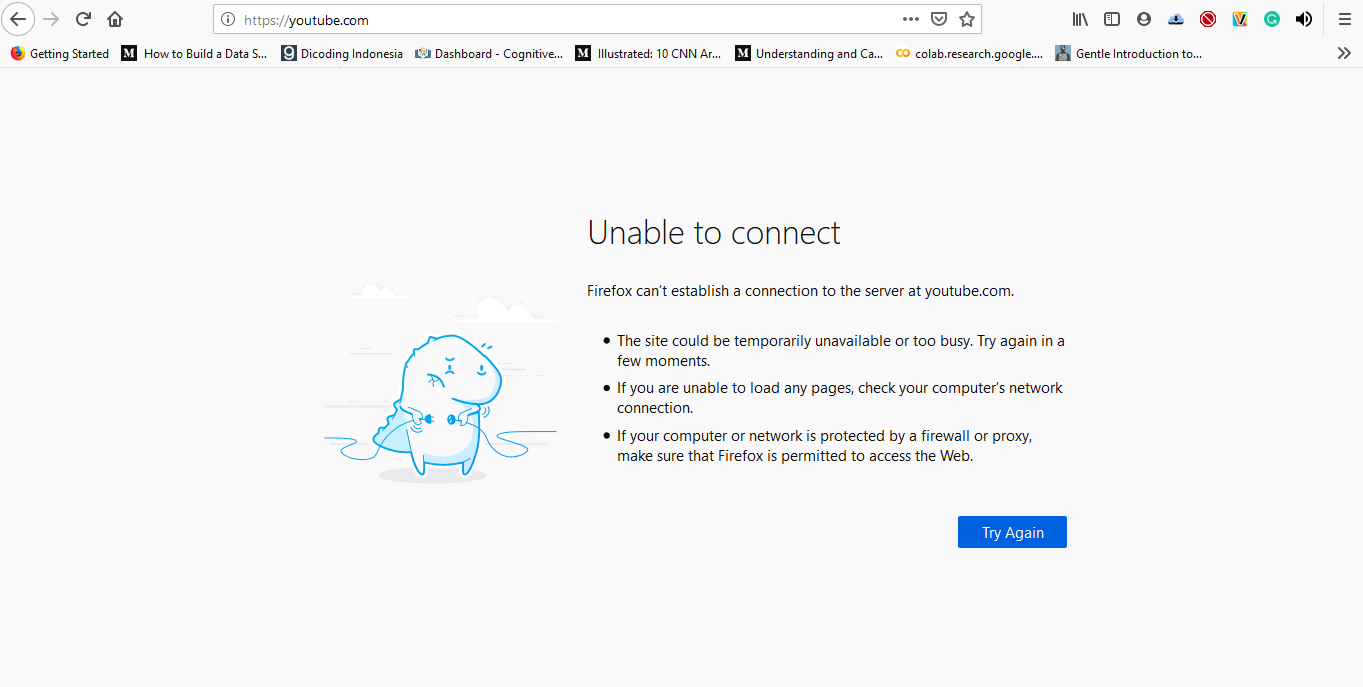 https://youtube.com
Getting Started M How to Build a Data S... Dicoding Indonesia Dashboard - Cognitive... M Illustrated: 10 CNN Ar... M Understanding and Ca... colab.research.google.... Gentle Introduction to...
Unable to connect
Firefox can't establish a connection to the server at youtube.com.
• The site could be temporarily unavailable or too busy. Try again in a
few moments.
• If you are unable to load any pages, check your computer's network
connection.
• If your computer or network is protected by a firewall or proxy,
make sure that Firefox is permitted to access the Web.
Try Again